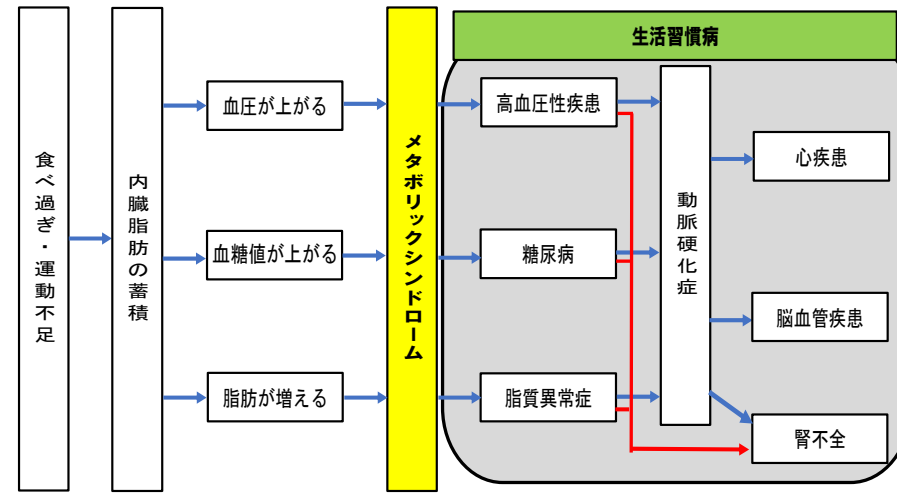 生活習慣病
食べ過ぎ・運動不足
内臓脂肪の蓄積
血圧が上がる
血糖値が上がる
脂肪が増える
メタボリックシンドローム
高血圧性疾患
糖尿病
脂質異常症
動脈硬化症
心疾患
脳血管疾患
腎不全